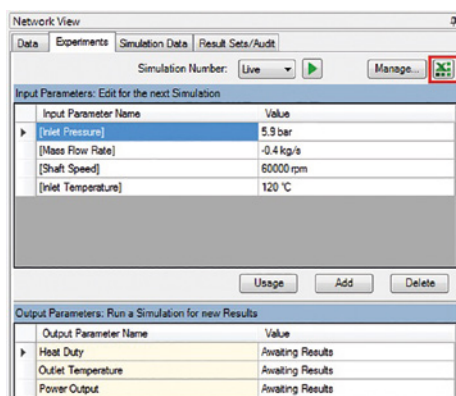 Network View
Data Experiments Simulation Data Result Sets/Audit
Simulation Number: Live Manage...
Input Parameters: Edit for the next Simulation
Input Parameter Name Value
[Inlet Pressure] 5.9 bar
[Mass Flow Rate] -0.4 kg/s
[Shaft Speed] 60000 rpm
[Inlet Temperature] 120 °C
Usage Add Delete
Output Parameters: Run a Simulation for new Results
Output Parameter Name Value
Heat Duty Awaiting Results
Outlet Temperature Awaiting Results
Power Output Awaiting Results